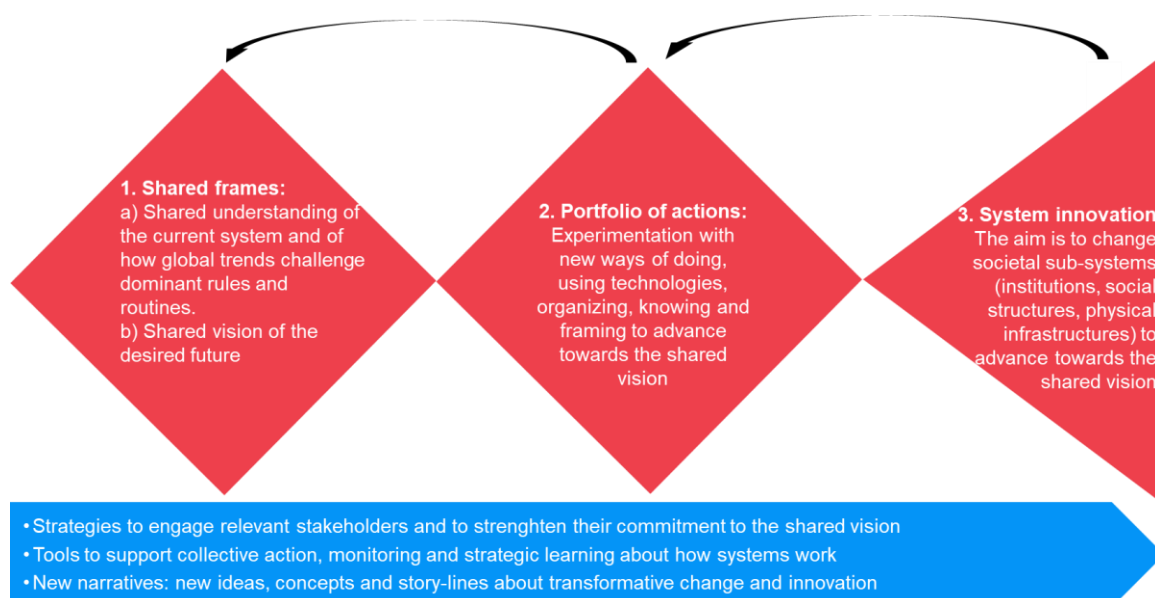 1. Shared frames:
a) Shared understanding of
the current system and of
how global trends challenge
dominant rules and
routines.
b) Shared vision of the
desired future
2. Portfolio of actions:
Experimentation with
new ways of doing,
using technologies,
organizing, knowing and
framing to advance
towards the shared
vision
3. System innovation
The aim is to change
societal sub-systems
(institutions, social
structures, physical
infrastructures) to
advance towards the
shared vision
•Strategies to engage relevant stakeholders and to strenghten their commitment to the shared vision
•Tools to support collective action, monitoring and strategic learning about how systems work
•New narratives: new ideas, concepts and story-lines about transformative change and innovation